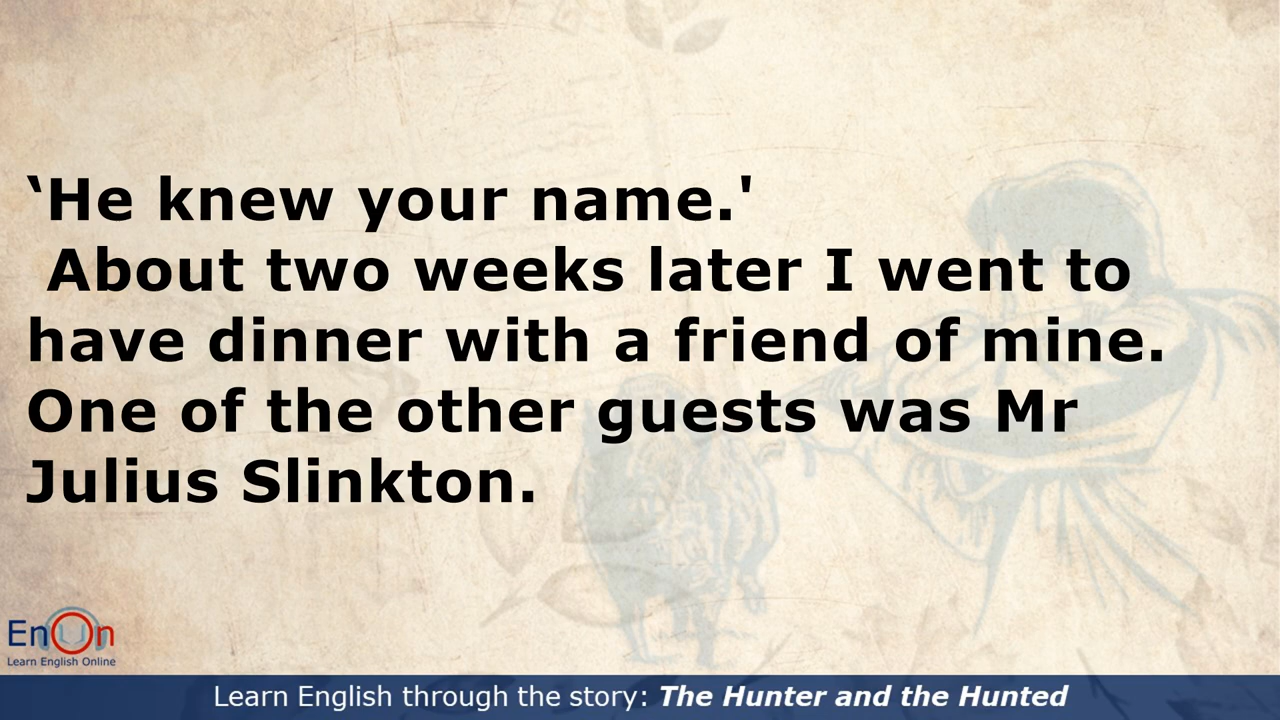 ‘He knew your name.'
About two weeks later I went to
have dinner with a friend of mine.
One of the other guests was Mr
Julius Slinkton.
EnOn
Learn English Online
Learn English through the story: The Hunter and the Hunted